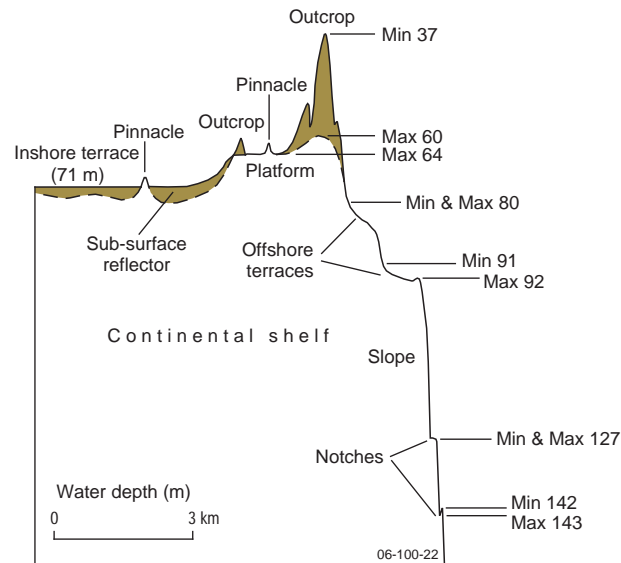 Outcrop
Min 37
Pinnacle
Pinnacle
Outcrop
Max 60
Inshore terrace
(71 m)
Max 64
Platform
Min & Max 80
Sub-surface
reflector
Offshore
terraces
Min 91
Max 92
Continental shelf
Slope
Min & Max 127
Notches
Water depth (m)
Min 142
0 3 km
Max 143
06-100-22